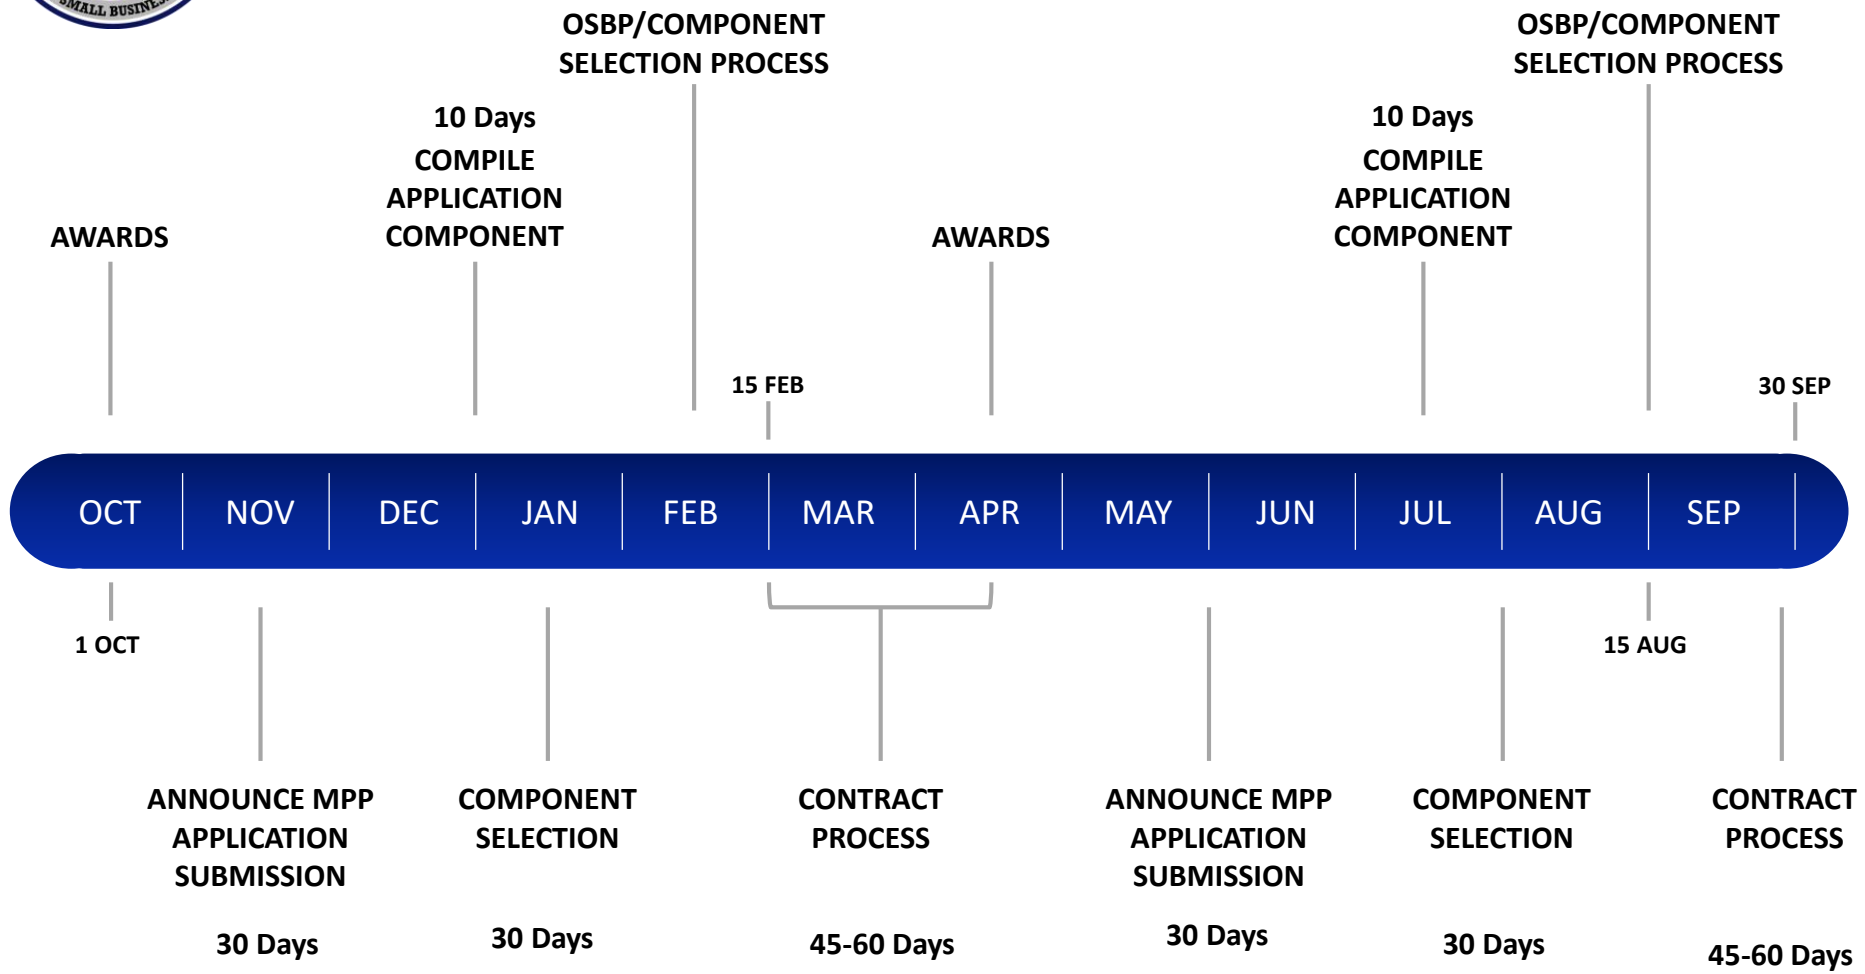 SMALL BUSINES
OSBP/COMPONENT
SELECTION PROCESS
OSBP/COMPONENT
SELECTION PROCESS
10 Days
COMPILE
APPLICATION
COMPONENT
10 Days
COMPILE
APPLICATION
COMPONENT
AWARDS
AWARDS
15 FEB
30 SEP
OCT
NOV
DEC
JAN
FEB
MAR
APR
MAY
JUN
JUL
AUG
SEP
1 OCT
15 AUG
ANNOUNCE MPP
APPLICATION
SUBMISSION
30 Days
COMPONENT
SELECTION
30 Days
CONTRACT
PROCESS
45-60 Days
ANNOUNCE MPP
APPLICATION
SUBMISSION
30 Days
COMPONENT
SELECTION
30 Days
CONTRACT
PROCESS
45-60 Days